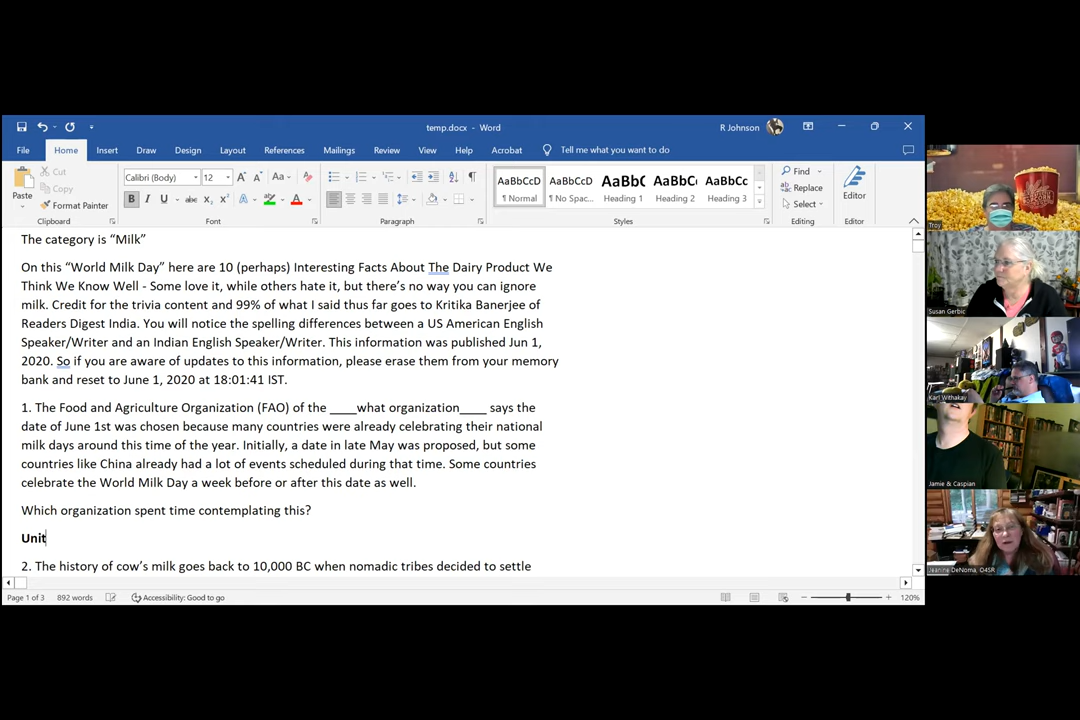 temp.docx - Word
R Johnson
File Home Insert Draw Design Layout References Mailings Review View Help Acrobat Tell me what you want to do
Paste
Cut
Copy
Format Painter
Clipboard
Calibri (Body) 12
Font
Paragraph
AaBbCcD AaBbCcD AaBbC AaBbCc AaBbCc
¶ Normal ¶ No Spac... Heading 1 Heading 2 Heading 3
Styles
Find
Replace
Select
Editing
Editor
Editor
The category is “Milk”
On this “World Milk Day” here are 10 (perhaps) Interesting Facts About The Dairy Product We
Think We Know Well - Some love it, while others hate it, but there’s no way you can ignore
milk. Credit for the trivia content and 99% of what I said thus far goes to Kritika Banerjee of
Readers Digest India. You will notice the spelling differences between a US American English
Speaker/Writer and an Indian English Speaker/Writer. This information was published Jun 1,
2020. So if you are aware of updates to this information, please erase them from your memory
bank and reset to June 1, 2020 at 18:01:41 IST.
1. The Food and Agriculture Organization (FAO) of the ____what organization____ says the
date of June 1st was chosen because many countries were already celebrating their national
milk days around this time of the year. Initially, a date in late May was proposed, but some
countries like China already had a lot of events scheduled during that time. Some countries
celebrate the World Milk Day a week before or after this date as well.
Which organization spent time contemplating this?
Unit
2. The history of cow’s milk goes back to 10,000 BC when nomadic tribes decided to settle
Page 1 of 3 892 words Accessibility: Good to go 120%
Troy
Susan Gerbic
Karl Withakay
Jamie & Caspian
Jeanine DeNoma, O4SR